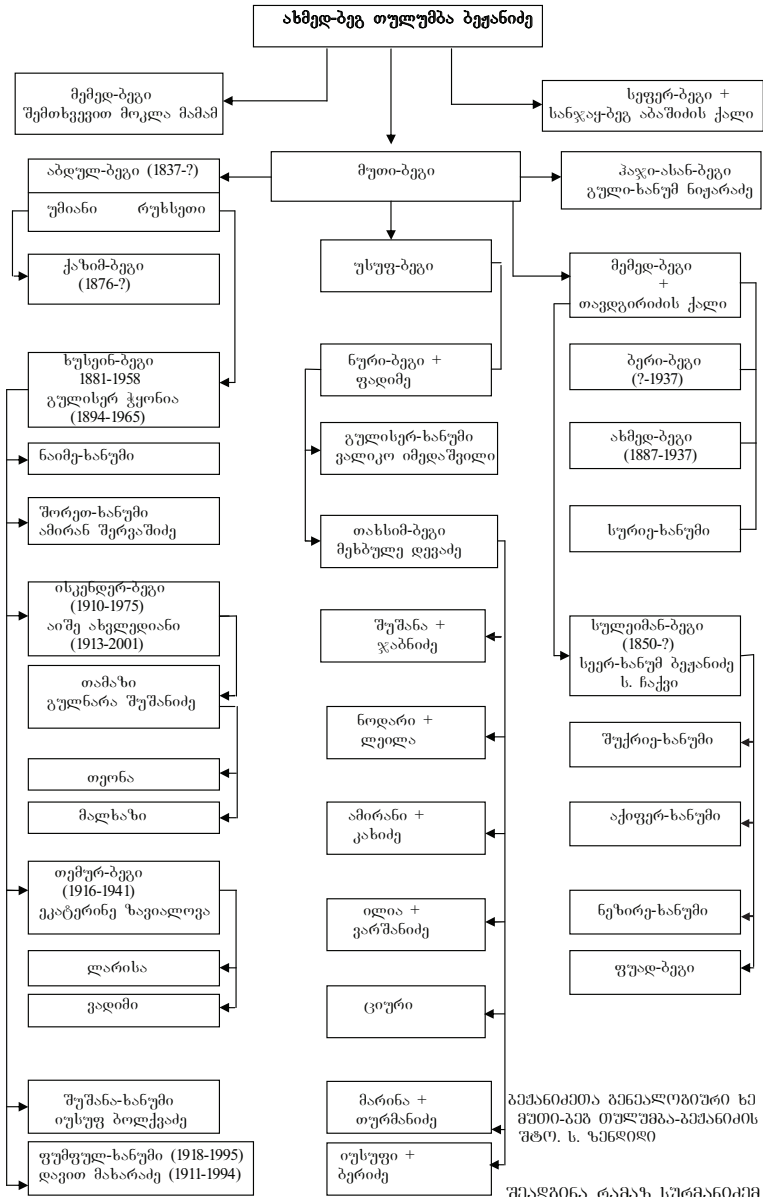 ახმედ-ბეგ თულუმბა ბეჟანიძე
მემედ-ბეგი
შემთხვევით მოკლა მამამ
სეფერ-ბეგი +
სანჯაყ-ბეგ აბაშიძის ქალი
აბდულ-ბეგი (1837-?)
უმიანი რუხსეთი
მუთი-ბეგი
ჰაჯი-ასან-ბეგი
გული-ხანუმ ნიჟარაძე
ქაზიმ-ბეგი
(1876-?)
უსუფ-ბეგი
მემედ-ბეგი
+
თავდგირიძის ქალი
ხუსეინ-ბეგი
1881-1958
გულისერ ჭყონია
(1894-1965)
ნური-ბეგი +
ფადიმე
ბერი-ბეგი
(?-1937)
ნაიმე-ხანუმი
გულისერ-ხანუმი
ვალიკო იმედაშვილი
ახმედ-ბეგი
(1887-1937)
შორეთ-ხანუმი
ამირან შერვაშიძე
თახსიმ-ბეგი
მეხბულე დევაძე
სურიე-ხანუმი
ისკენდერ-ბეგი
(1910-1975)
აიშე ახვლედიანი
(1913-2001)
შუშანა +
ჯაბნიძე
სულეიმან-ბეგი
(1850-?)
სეერ-ხანუმ ბეჟანიძე
ს. ჩაქვი
თამაზი
გულნარა შუშანიძე
ნოდარი +
ლეილა
შუქრიე-ხანუმი
თეონა
მალხაზი
ამირანი +
კახიძე
აქიფერ-ხანუმი
თემურ-ბეგი
(1916-1941)
ეკატერინე ზავიალოვა
ილია +
ვარშანიძე
ნეზირე-ხანუმი
ლარისა
ფუად-ბეგი
ვადიმი
ციური
შუშანა-ხანუმი
იუსუფ ბოლქვაძე
მარინა +
თურმანიძე
ბეჟანიძეთა გენეალოგიური ხე
მუთი-ბეგ თულუმბა-ბეჟანიძის
შტო. ს. ზენდიდი
ფუმფულ-ხანუმი (1918-1995)
დავით მახარაძე (1911-1994)
იუსუფი +
ბერიძე
შეადგინა რამაზ სურმანიძემ